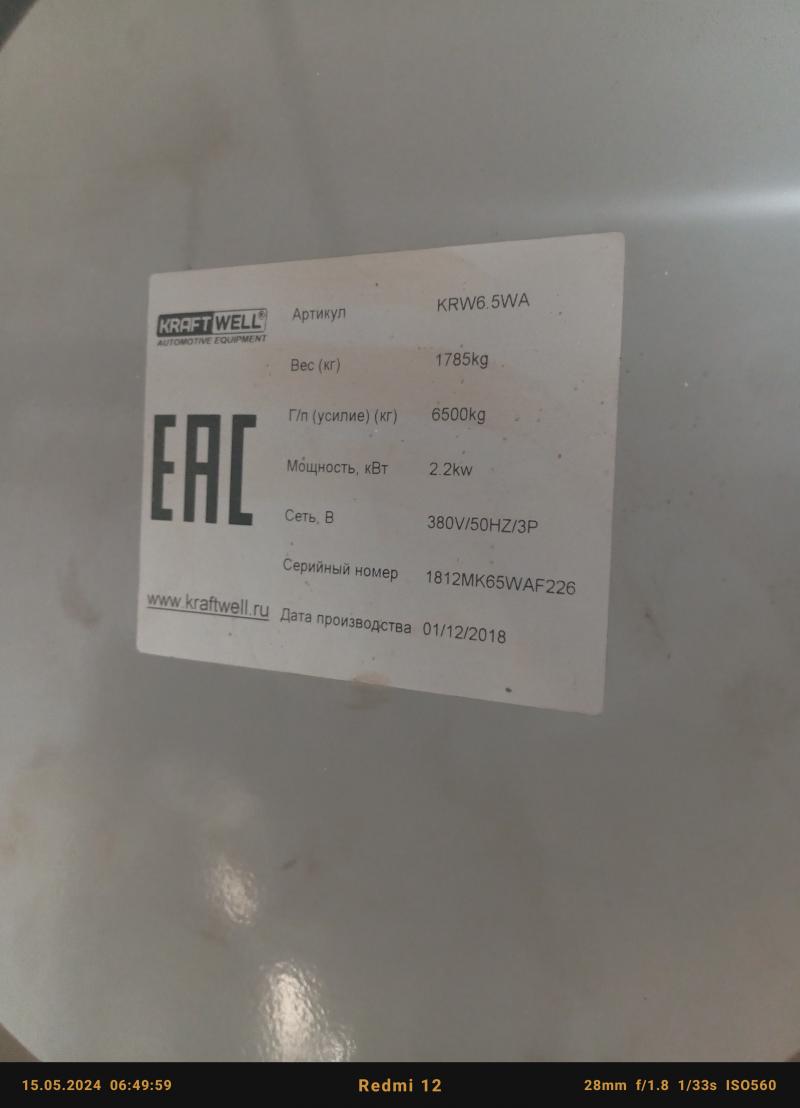 KRAFTWELL®
AUTOMOTIVE EQUIPMENT
EAC
www.kraftwell.ru
Артикул KRW6.5WA
Вес (кг) 1785kg
Г/п (усилие) (кг) 6500kg
Мощность, кВт 2.2kw
Сеть, В 380V/50HZ/3P
Серийный номер 1812MK65WAF226
Дата производства 01/12/2018
15.05.2024 06:49:59 Redmi 12 28mm f/1.8 1/33s ISO560